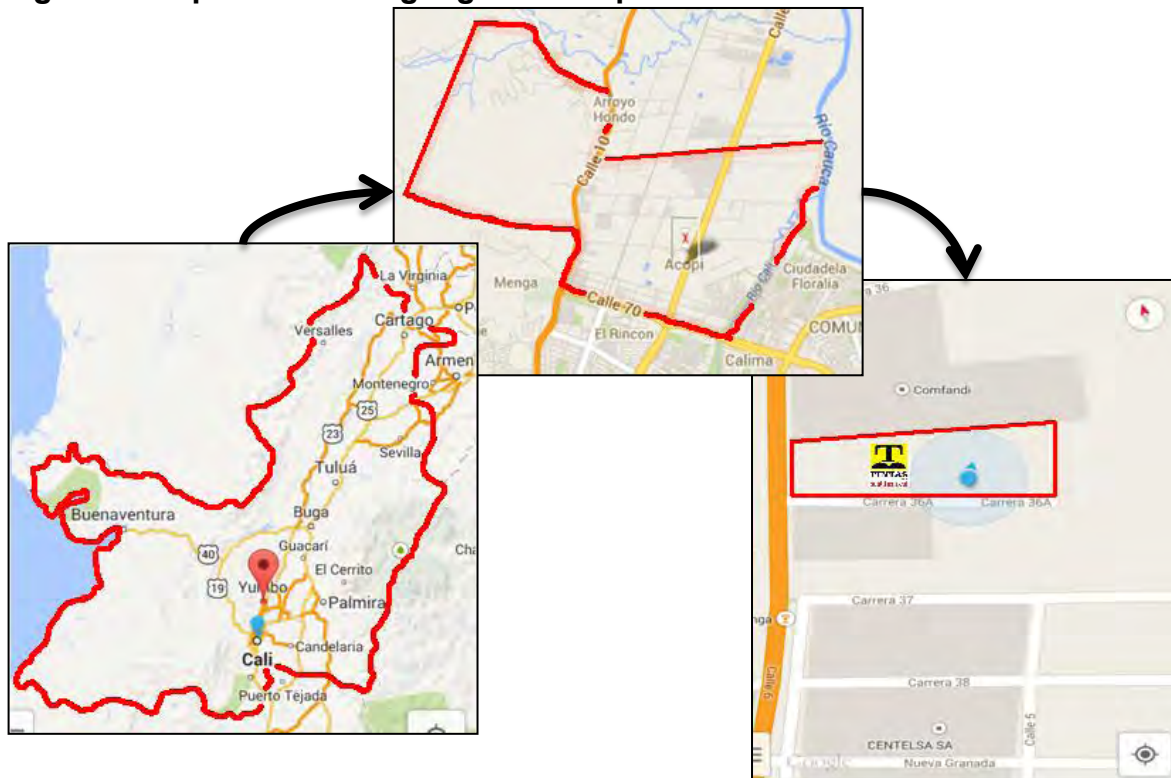 Calle
Arroyo
Hondo
Calle 10
Rio Cauca
Acopi
Menga
Rio Cali
Ciudadela
Floralia
Calle 70
El Rincon
COMUN
Calima
La Virginia
Versalles
Cartago
Armen
Montenegro
25
23
Sevilla
Tuluá
Buenaventura
Buga
40
Guacarí
19
El Cerrito
Yumbo
Palmira
Candelaria
Cali
Puerto Tejada
36
Comfandi
T
Carrera 36A
Carrera 36A
Carrera 37
Calle 6
Carrera 38
Calle 5
CENTELSA SA
Google
Nueva Granada